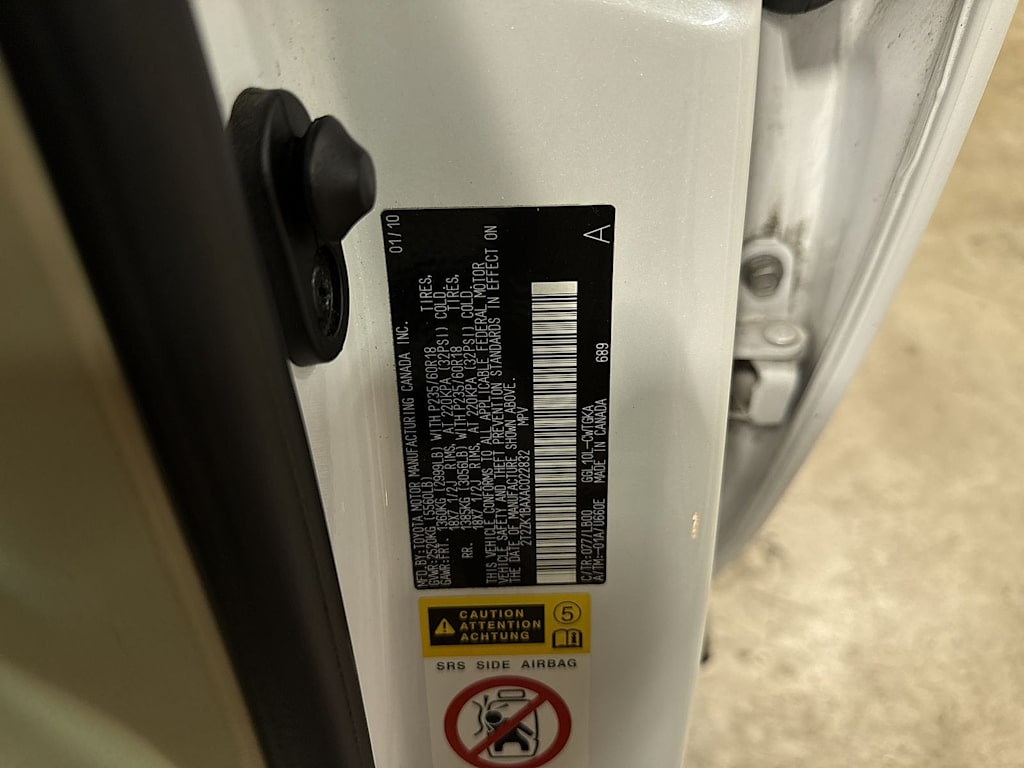 MFD.BY:TOYOTA MOTOR MANUFACTURING CANADA INC. 01/10
GVWR:2520KG (5560LB)
GAWR:FRT. 1360KG (2999LB) WITH P235/60R18 TIRES,
18X7 1/2J RIMS, AT 220KPA (32PSI) COLD.
RR. 1395KG WITH P235/60R18 TIRES,
18X7 1/2J RIMS, AT 220KPA (32PSI) COLD.
THIS VEHICLE CONFORMS TO ALL APPLICABLE FEDERAL MOTOR
VEHICLE SAFETY AND THEFT PREVENTION STANDARDS IN EFFECT ON
THE DATE OF MANUFACTURE SHOWN ABOVE.
2T2ZK1BAXAC022832 MPV
C/TR:077/LB00 GGL10L-CWTGKA
A/TM:-01A/U660E MADE IN CANADA 689
A
CAUTION
ATTENTION
ACHTUNG
5
SRS SIDE AIRBAG